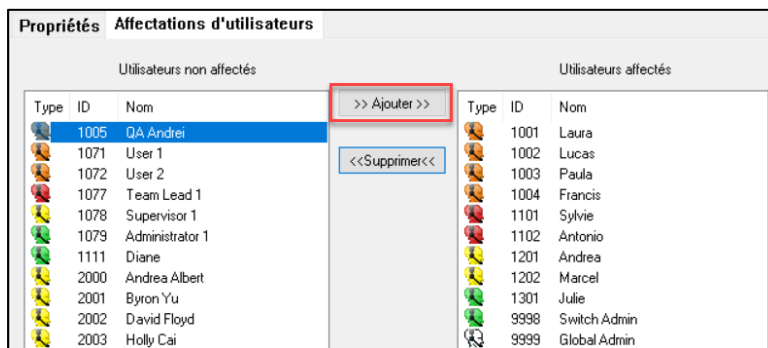 Propriétés Affectations d'utilisateurs
Utilisateurs non affectés
Type ID Nom
1005 QA Andrei
1071 User 1
1072 User 2
1077 Team Lead 1
1078 Supervisor 1
1079 Administrator 1
1111 Diane
2000 Andrea Albert
2001 Byron Yu
2002 David Floyd
2003 Holly Cai
>> Ajouter >>
<<Supprimer<<
Utilisateurs affectés
Type ID Nom
1001 Laura
1002 Lucas
1003 Paula
1004 Francis
1101 Sylvie
1102 Antonio
1201 Andrea
1202 Marcel
1301 Julie
9998 Switch Admin
9999 Global Admin